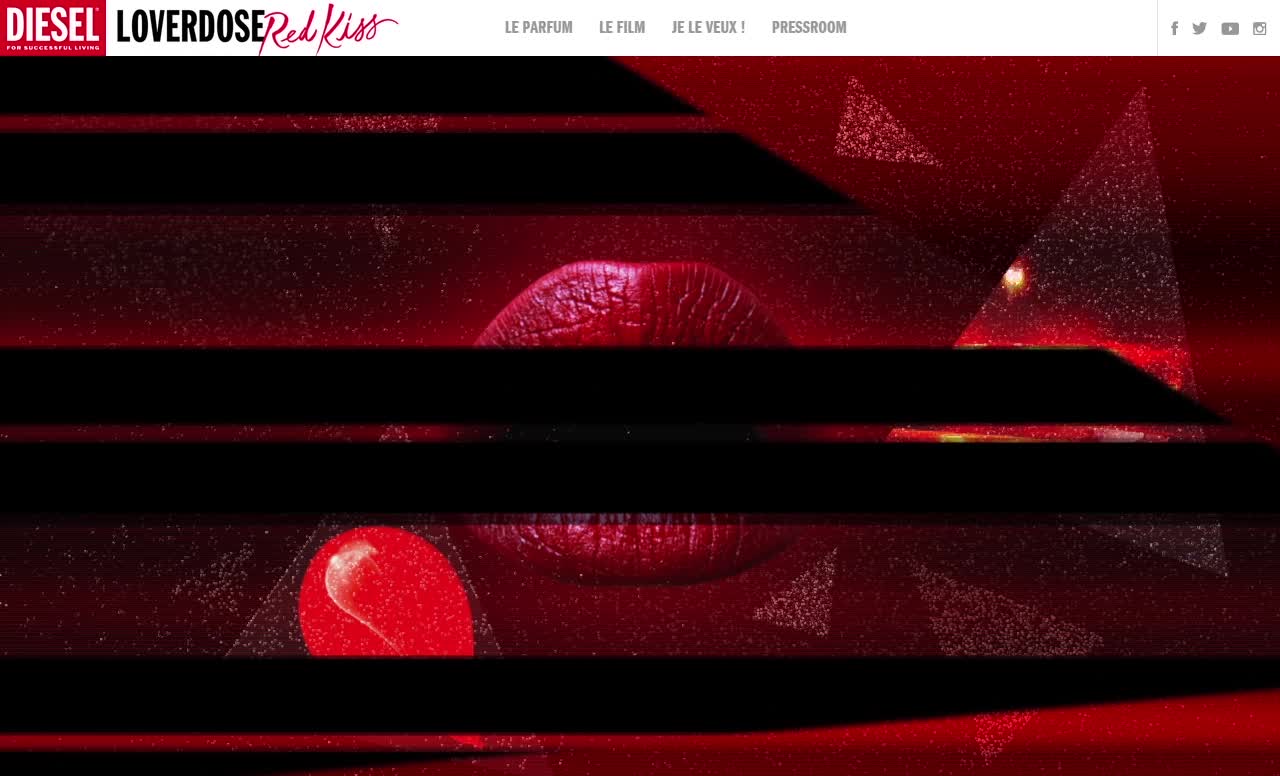 DIESEL
FOR SUCCESSFUL LIVING
LOVERDOSE Red Kiss
LE PARFUM LE FILM JE LE VEUX ! PRESSROOM